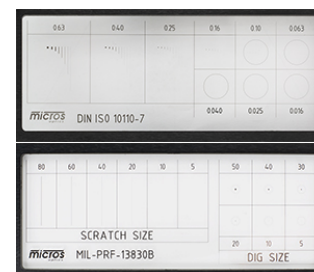 0.63 0.40 0.25 0.16 0.10 0.063
0.040 0.025 0.016
micros DIN ISO 10110-7
80 60 40 20 10 5 50 40 30
SCRATCH SIZE 20 10 5
micros MIL-PRF-13830B DIG SIZE